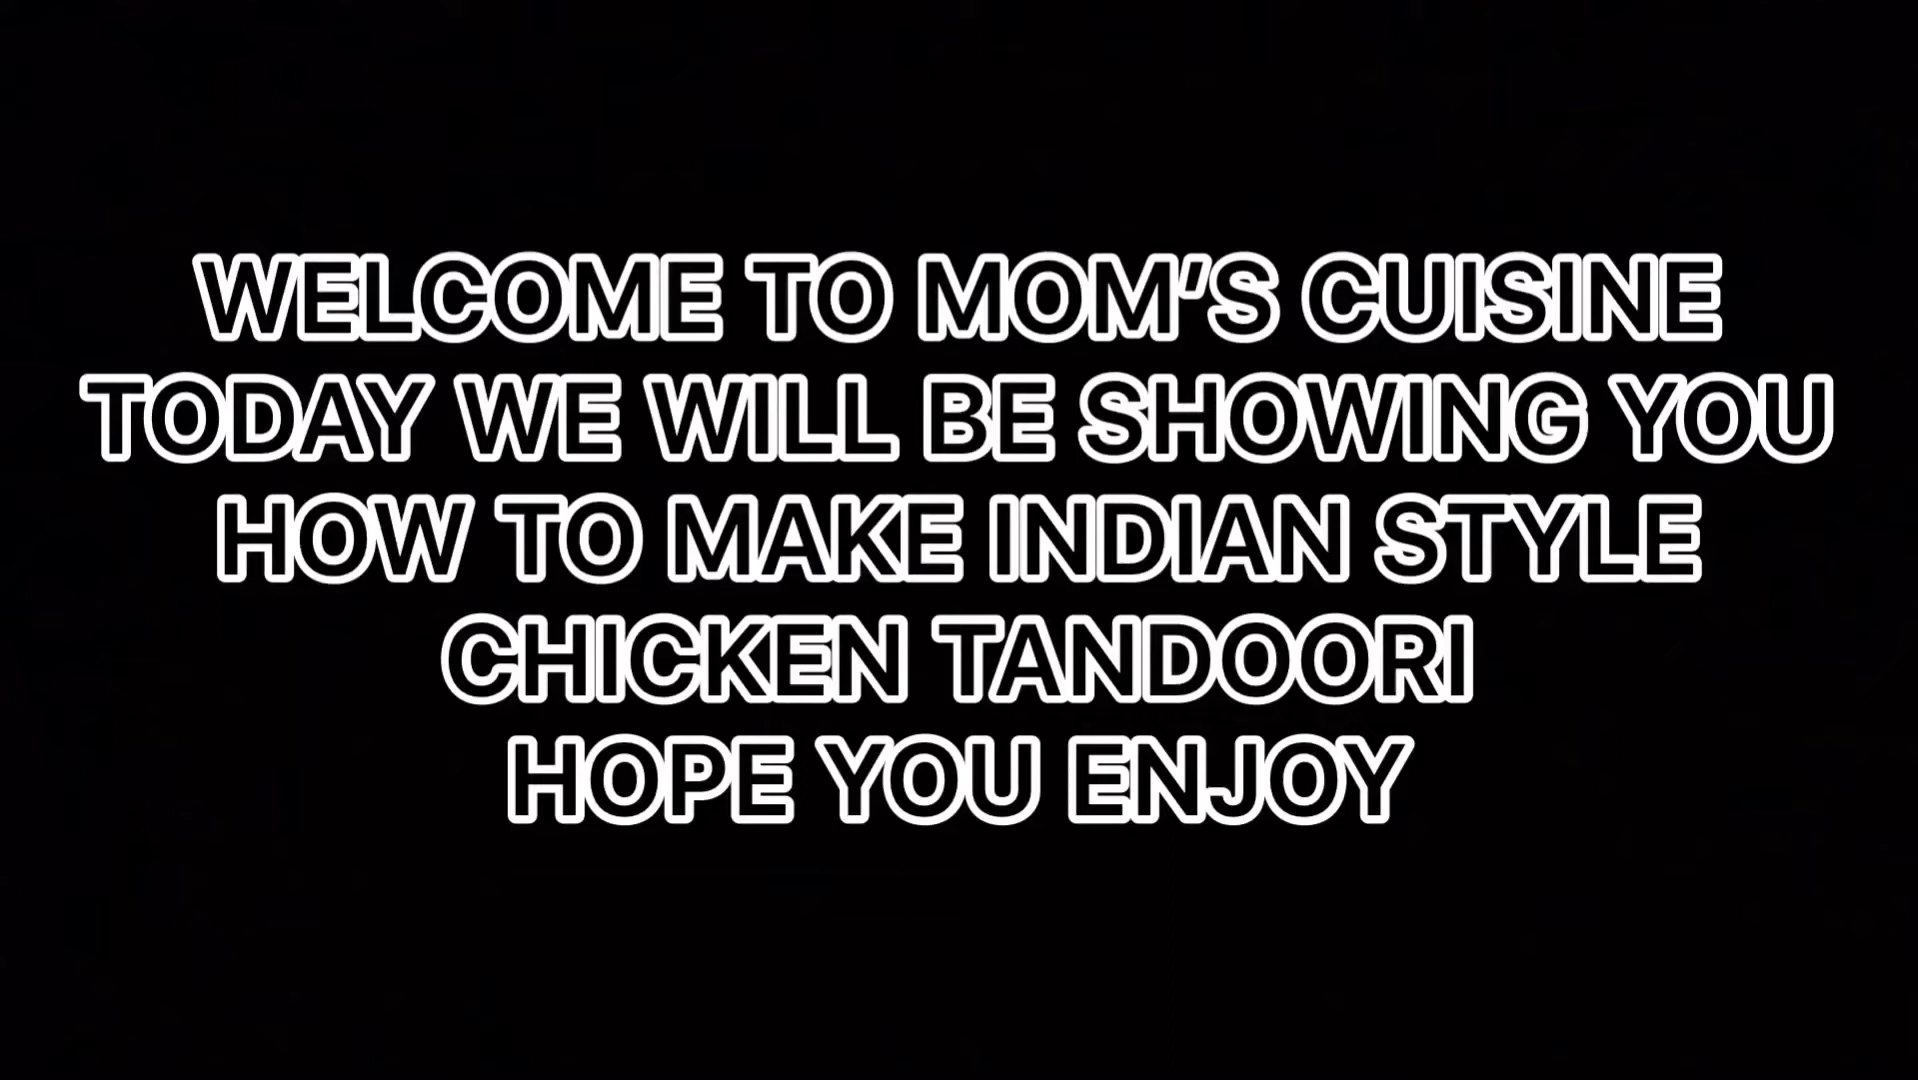 WELCOME TO MOM'S CUISINE
TODAY WE WILL BE SHOWING YOU
HOW TO MAKE INDIAN STYLE
CHICKEN TANDOORI
HOPE YOU ENJOY